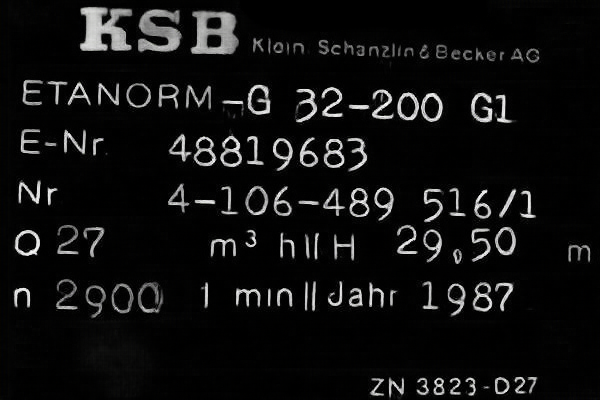 KSB Klein Schanzlin & Becker AG
ETANORM-G 32-200 G1
E-Nr. 48819683
Nr 4-106-489 516/1
Q 27 m³ h || H 29,50 m
n 2900 1 min || Jahr 1987
ZN 3823-D27